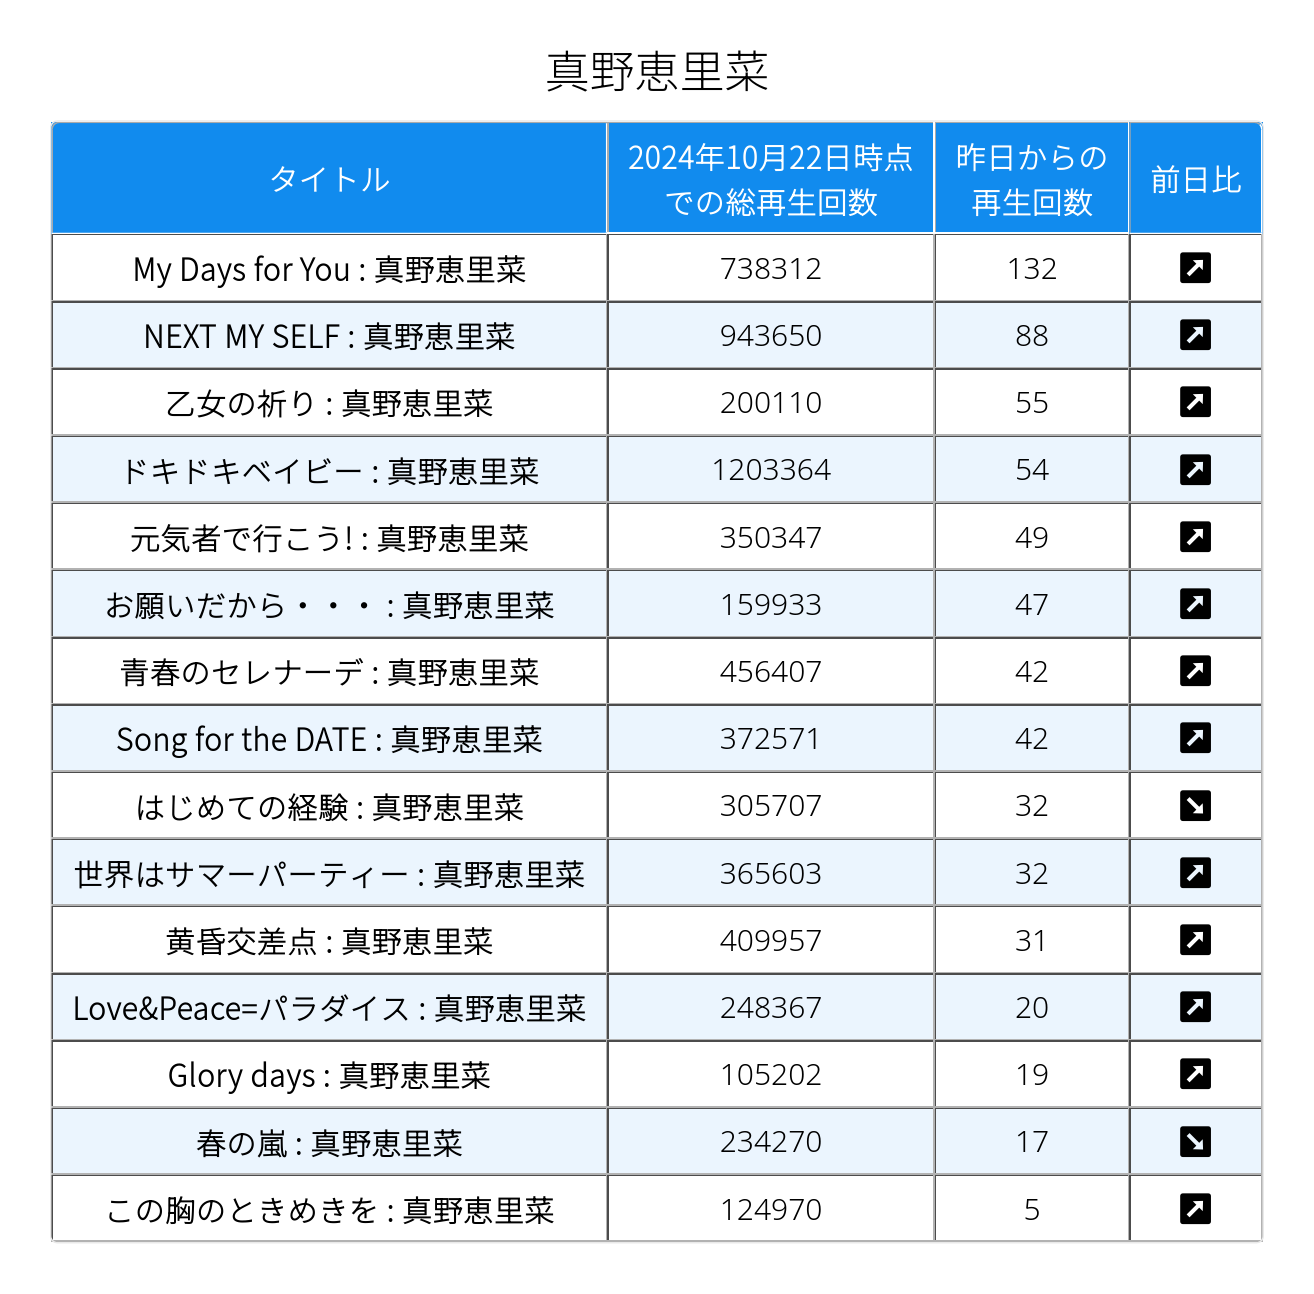 真野恵里菜
タイトル 2024年10月22日時点での総再生回数 昨日からの再生回数 前日比
My Days for You : 真野恵里菜 738312 132 ↗
NEXT MY SELF : 真野恵里菜 943650 88 ↗
乙女の祈り : 真野恵里菜 200110 55 ↗
ドキドキベイビー : 真野恵里菜 1203364 54 ↗
元気者で行こう! : 真野恵里菜 350347 49 ↗
お願いだから・・・ : 真野恵里菜 159933 47 ↗
青春のセレナーデ : 真野恵里菜 456407 42 ↗
Song for the DATE : 真野恵里菜 372571 42 ↗
はじめての経験 : 真野恵里菜 305707 32 ↘
世界はサマーパーティー : 真野恵里菜 365603 32 ↗
黄昏交差点 : 真野恵里菜 409957 31 ↗
Love&Peace=パラダイス : 真野恵里菜 248367 20 ↗
Glory days : 真野恵里菜 105202 19 ↗
春の嵐 : 真野恵里菜 234270 17 ↘
この胸のときめきを : 真野恵里菜 124970 5 ↗